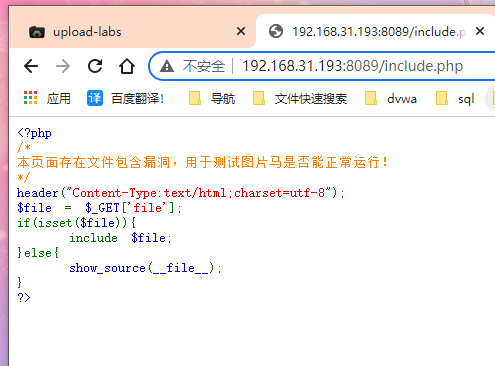 upload-labs
192.168.31.193:8089/include.p
不安全 192.168.31.193:8089/include.php
应用 译 百度翻译! 导航 文件快速搜索 dvwa sql
<?php
/*
本页面存在文件包含漏洞，用于测试图片马是否能正常运行！
*/
header("Content-Type:text/html;charset=utf-8");
$file = $_GET['file'];
if(isset($file)){
include $file;
}else{
show_source(__file__);
}
?>